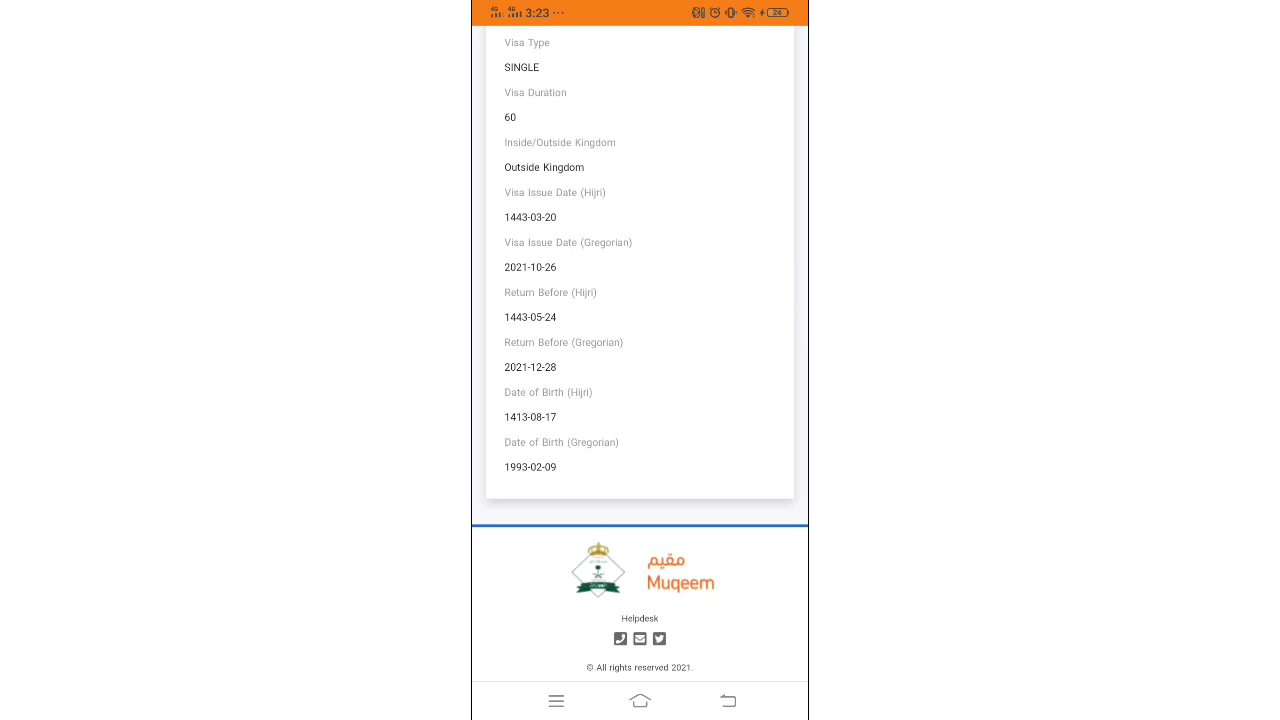 4G 4G 3:23 ··· 24
Visa Type
SINGLE
Visa Duration
60
Inside/Outside Kingdom
Outside Kingdom
Visa Issue Date (Hijri)
1443-03-20
Visa Issue Date (Gregorian)
2021-10-26
Return Before (Hijri)
1443-05-24
Return Before (Gregorian)
2021-12-28
Date of Birth (Hijri)
1413-08-17
Date of Birth (Gregorian)
1993-02-09
مقيم
Muqeem
Helpdesk
© All rights reserved 2021.